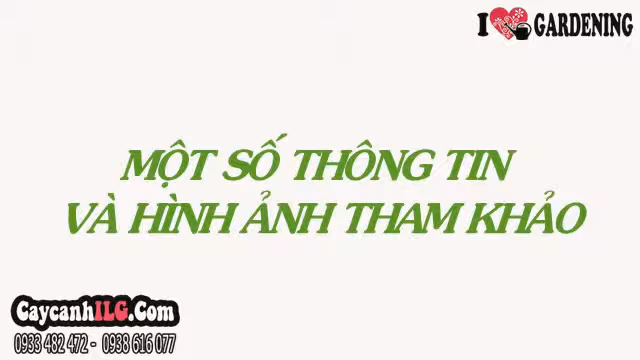 I GARDENING
MỘT SỐ THÔNG TIN
VÀ HÌNH ẢNH THAM KHẢO
CaycanhILG.Com
0933 482 472 - 0938 616 077